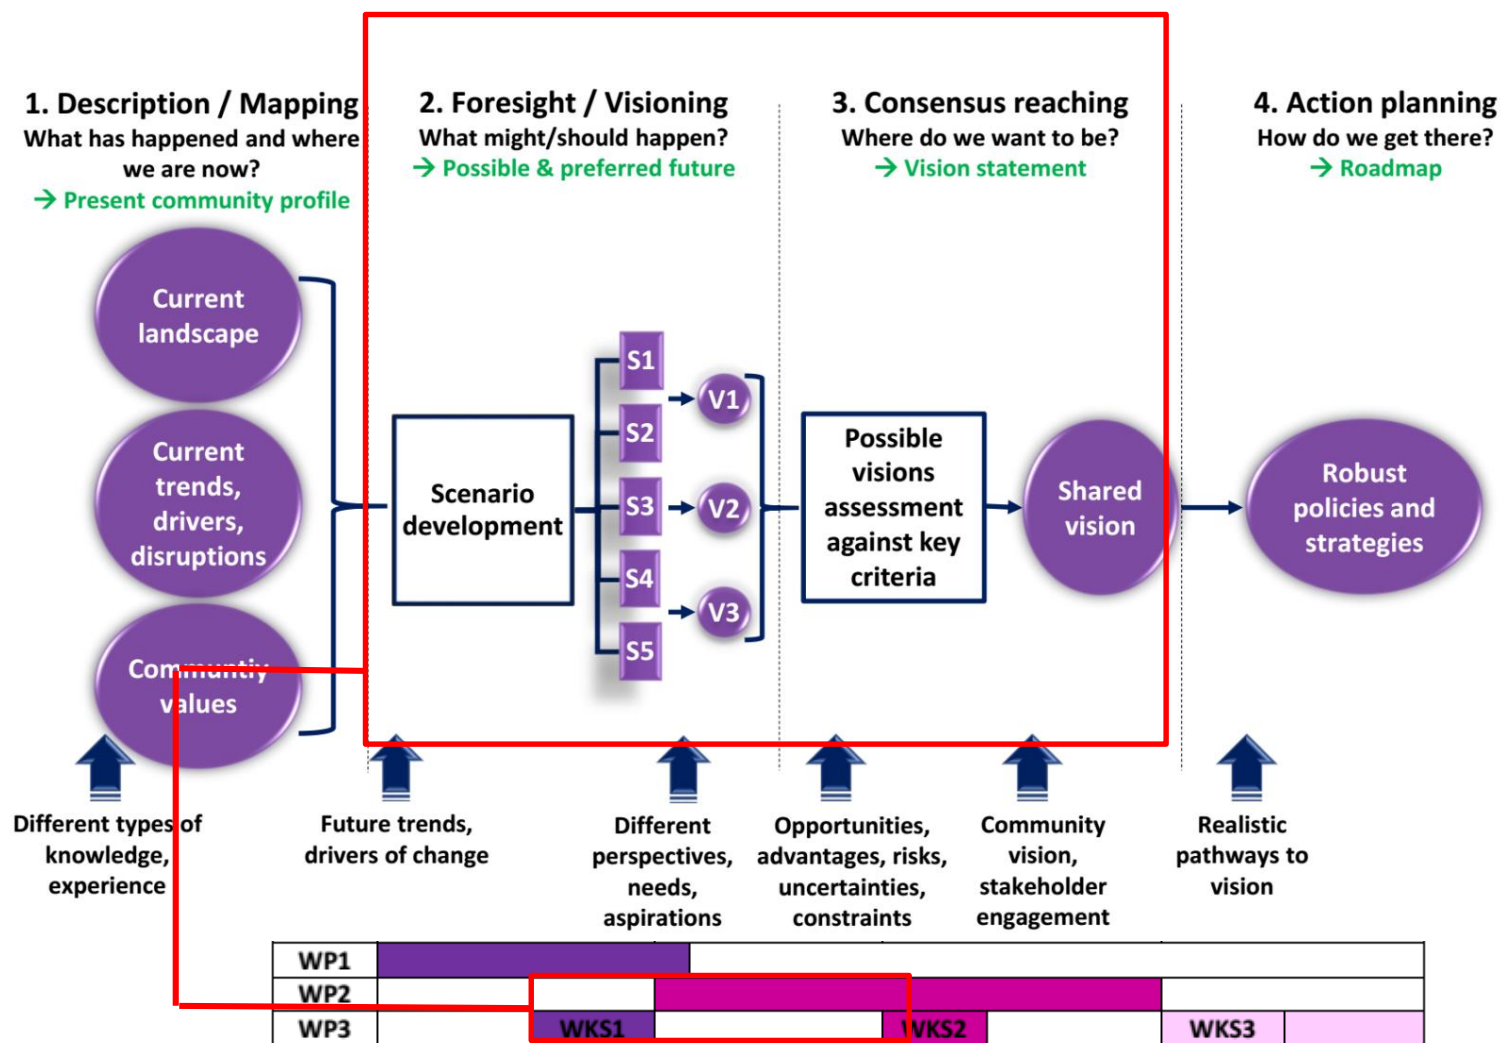 1. Description / Mapping
What has happened and where
we are now?
→ Present community profile
2. Foresight / Visioning
What might/should happen?
→ Possible & preferred future
3. Consensus reaching
Where do we want to be?
→ Vision statement
4. Action planning
How do we get there?
→ Roadmap
Current
landscape
Current
trends,
drivers,
disruptions
Communtiy
values
Scenario
development
S1
S2
S3
S4
S5
V1
V2
V3
Possible
visions
assessment
against key
criteria
Shared
vision
Robust
policies and
strategies
Different types of
knowledge,
experience
Future trends,
drivers of change
Different
perspectives,
needs,
aspirations
Opportunities,
advantages, risks,
uncertainties,
constraints
Community
vision,
stakeholder
engagement
Realistic
pathways to
vision
WP1
WP2
WP3
WKS1
WKS2
WKS3